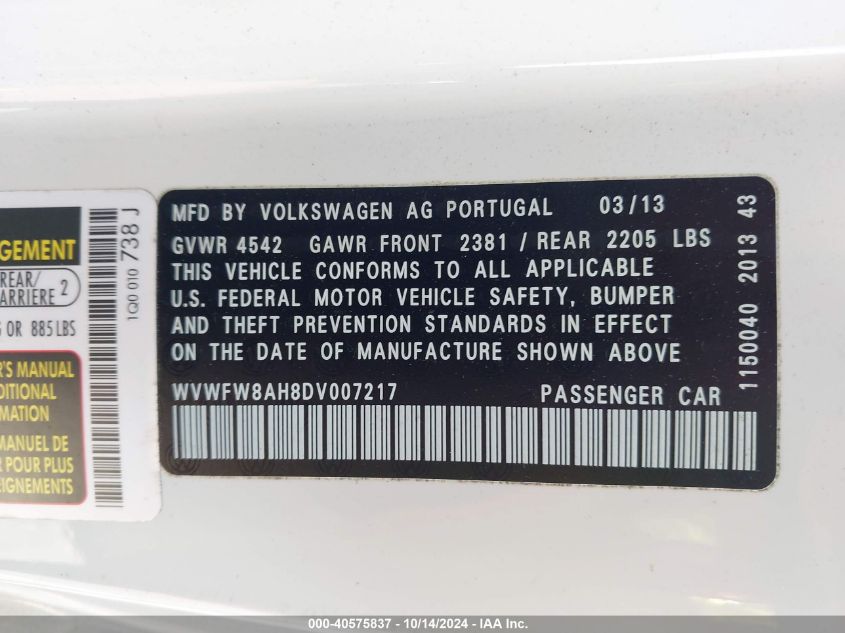 GEMENT
REAR/
ARRIERE 2
G OR 885 LBS
R'S MANUAL
DITIONAL
MATION
MANUEL DE
R POUR PLUS
EIGNEMENTS
1Q0 010 738 J
MFD BY VOLKSWAGEN AG PORTUGAL 03/13
GVWR 4542 GAWR FRONT 2381 / REAR 2205 LBS
THIS VEHICLE CONFORMS TO ALL APPLICABLE
U.S. FEDERAL MOTOR VEHICLE SAFETY, BUMPER
AND THEFT PREVENTION STANDARDS IN EFFECT
ON THE DATE OF MANUFACTURE SHOWN ABOVE
WVWFW8AH8DV007217 PASSENGER CAR
1150040 2013 43
000-40575837 - 10/14/2024 - IAA Inc.